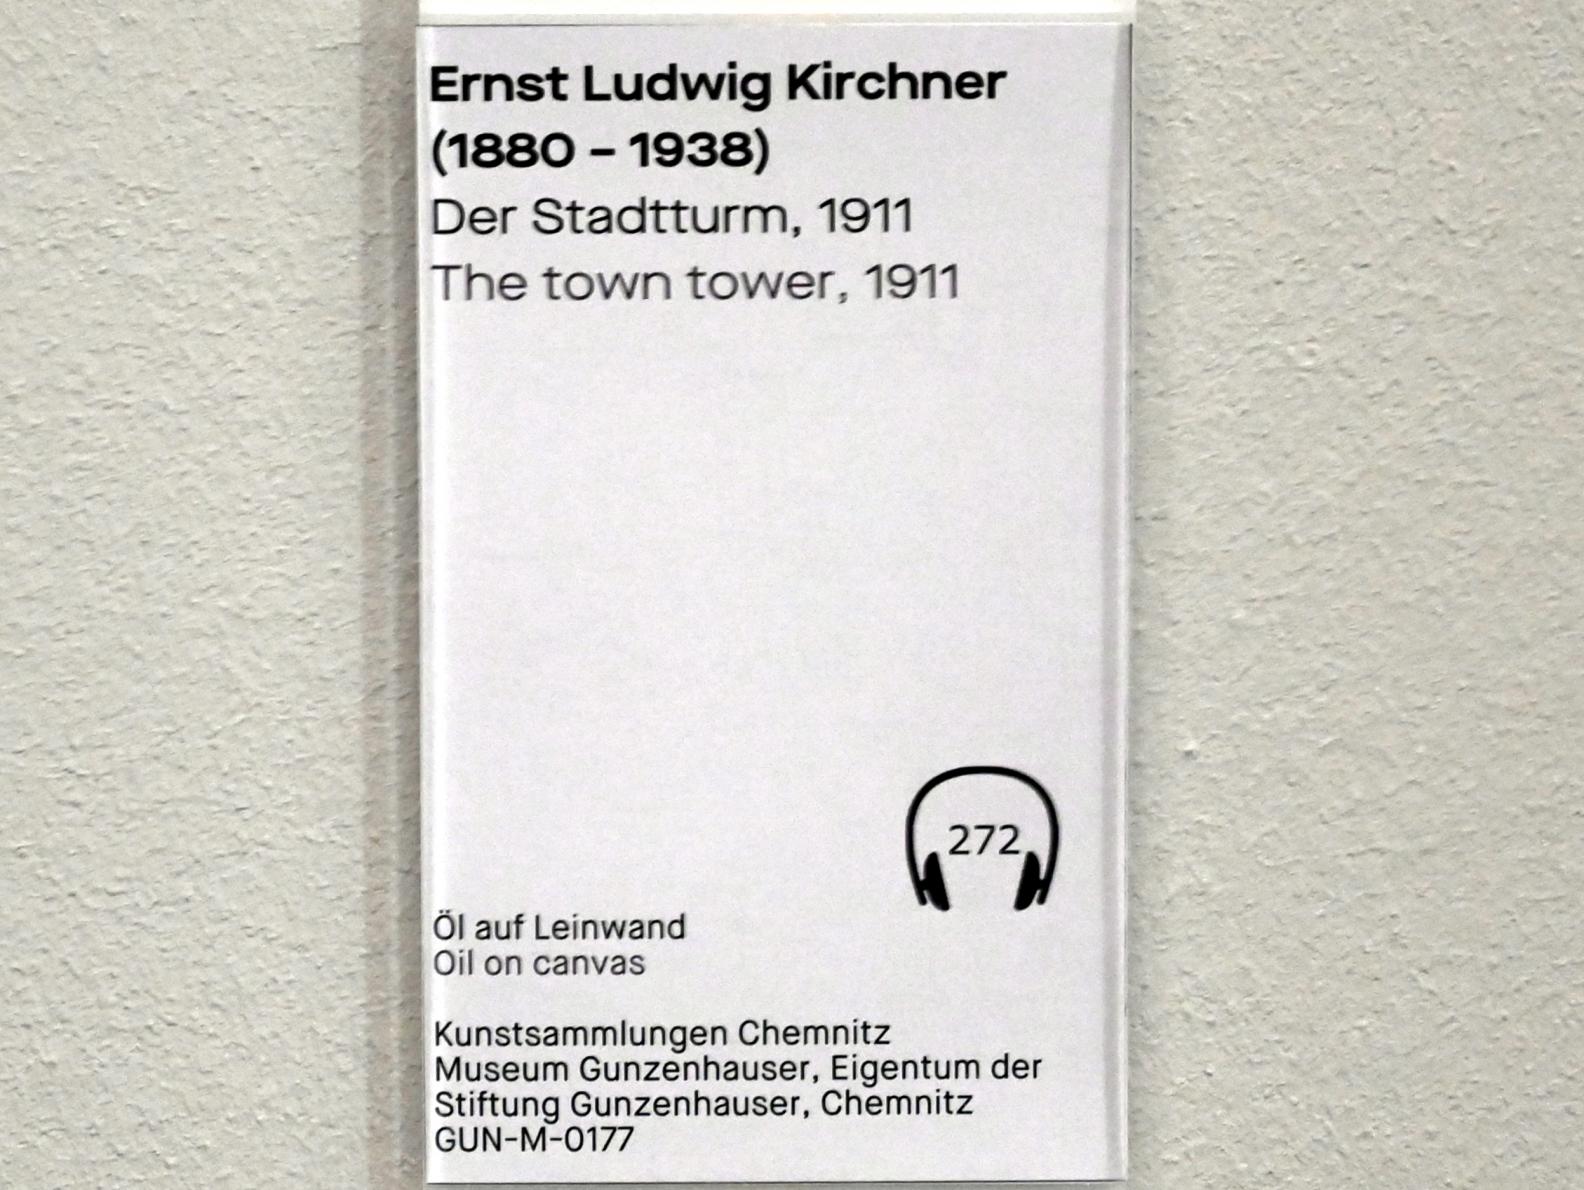 Ernst Ludwig Kirchner
(1880 – 1938)
Der Stadtturm, 1911
The town tower, 1911
272
Öl auf Leinwand
Oil on canvas
Kunstsammlungen Chemnitz
Museum Gunzenhauser, Eigentum der
Stiftung Gunzenhauser, Chemnitz
GUN-M-0177